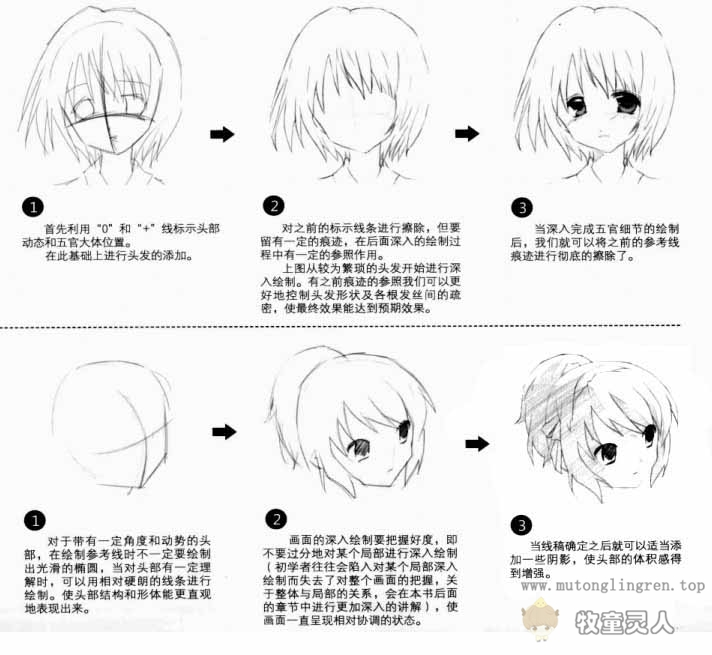 1
首先利用“0”和“+”线标示头部
动态和五官大体位置。
在此基础上进行头发的添加。
2
对之前的标示线条进行擦除，但要
留有一定的痕迹，在后面深入的绘制过
程中有一定的参照作用。
上图从较为繁琐的头发开始进行深
入绘制。有之前痕迹的参照我们可以更
好地控制头发形状及各根发丝间的疏
密，使最终效果能达到预期效果。
3
当深入完成五官细节的绘制
后，我们就可以将之前的参考线
痕迹进行彻底的擦除了。
1
对于带有一定角度和动势的头
部，在绘制参考线时不一定要绘制
出光滑的椭圆，当对头部有一定理
解时，可以用相对硬朗的线条进行
绘制。使头部结构和形体能更直观
地表现出来。
2
画面的深入绘制要把握好度，即
不要过分地对某个局部进行深入绘制
（初学者往往会陷入对某个局部深入
绘制而失去了对整个画面的把握，关
于整体与局部的关系，会在本书后面
的章节中进行更加深入的讲解），使
画面一直呈现相对协调的状态。
3
当线稿确定之后就可以适当添
加一些阴影，使头部的体积感得
到增强。
www.mutonglingren.top
牧童灵人